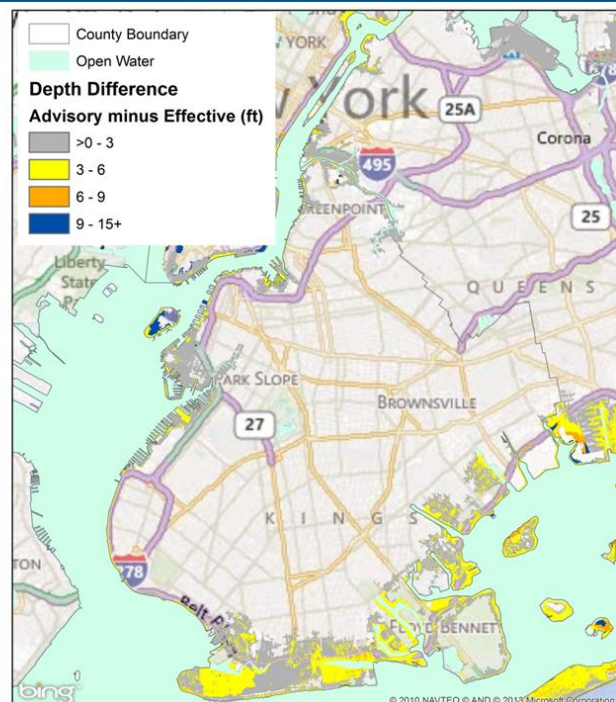 County Boundary
Open Water
Depth Difference
Advisory minus Effective (ft)
>0 - 3
3 - 6
6 - 9
9 - 15+
YORK
York
25A
Corona
495
GREENPOINT
25
Liberty
State
QUEENS
PARK SLOPE
BROWNSVILLE
27
KINGS
278
TON
Belt
FLOYD BENNETT
bing
© 2010 NAVTEQ © AND © 2013 Microsoft Corporation